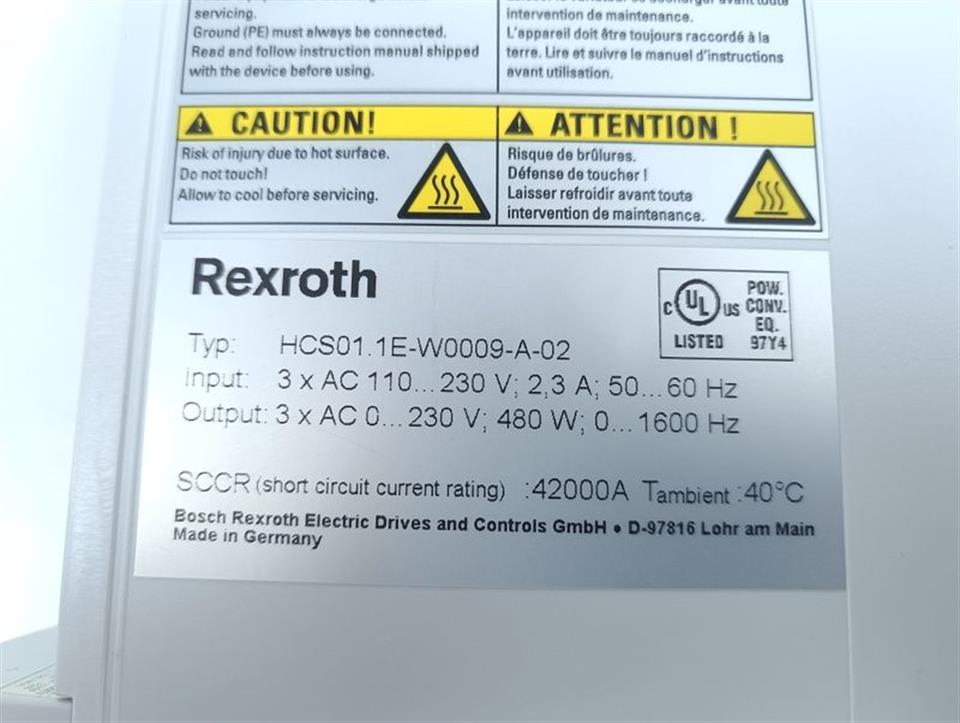 servicing.
Ground (PE) must always be connected.
Read and follow instruction manual shipped
with the device before using.
intervention de maintenance.
L'appareil doit être toujours raccordé à la
terre. Lire et suivre le manuel d'instructions
avant utilisation.
CAUTION!
Risk of injury due to hot surface.
Do not touch!
Allow to cool before servicing.
ATTENTION !
Risque de brûlures.
Défense de toucher !
Laisser refroidir avant toute
intervention de maintenance.
Rexroth
C UL US LISTED
POW.
CONV.
EQ.
97Y4
Typ: HCS01.1E-W0009-A-02
Input: 3 x AC 110...230 V; 2,3 A; 50...60 Hz
Output: 3 x AC 0...230 V; 480 W; 0...1600 Hz
SCCR (short circuit current rating) :42000A Tambient :40°C
Bosch Rexroth Electric Drives and Controls GmbH • D-97816 Lohr am Main
Made in Germany